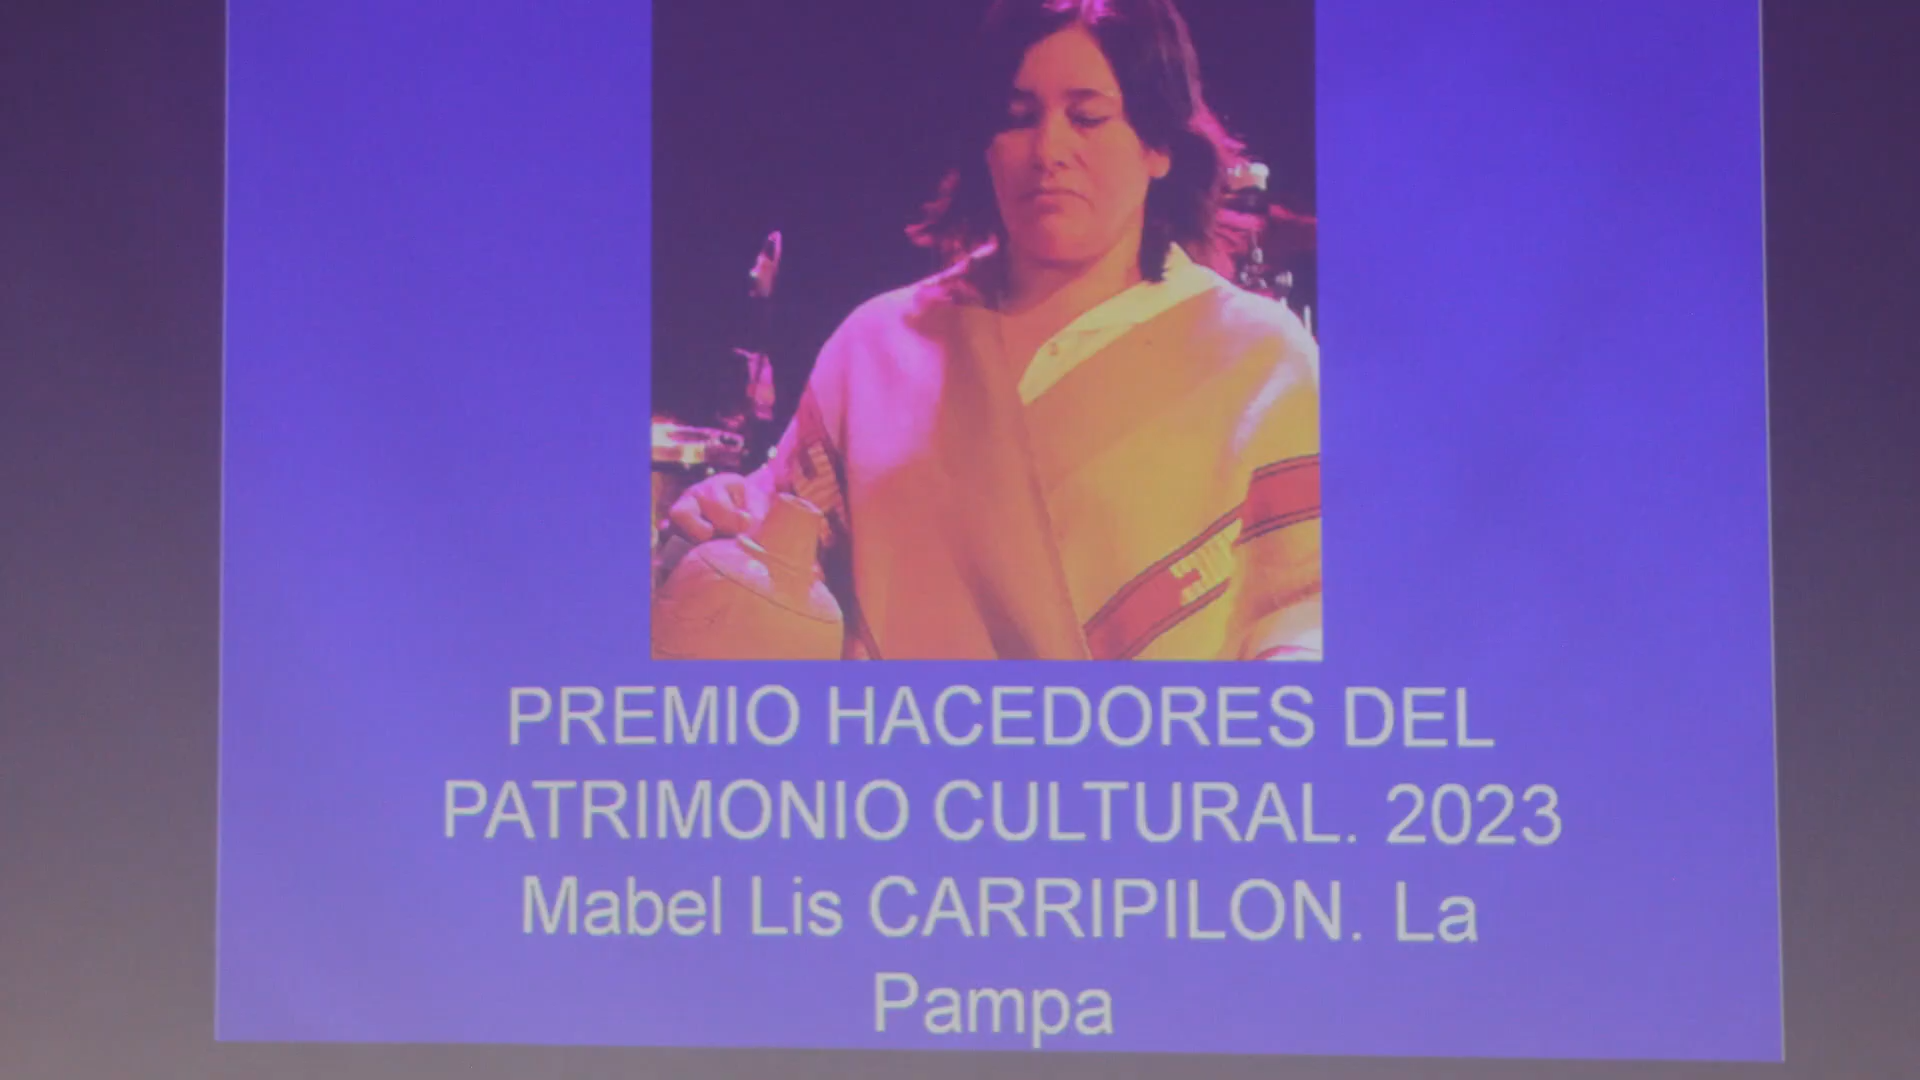 PREMIO HACEDORES DEL
PATRIMONIO CULTURAL. 2023
Mabel Lis CARRIPILON. La
Pampa